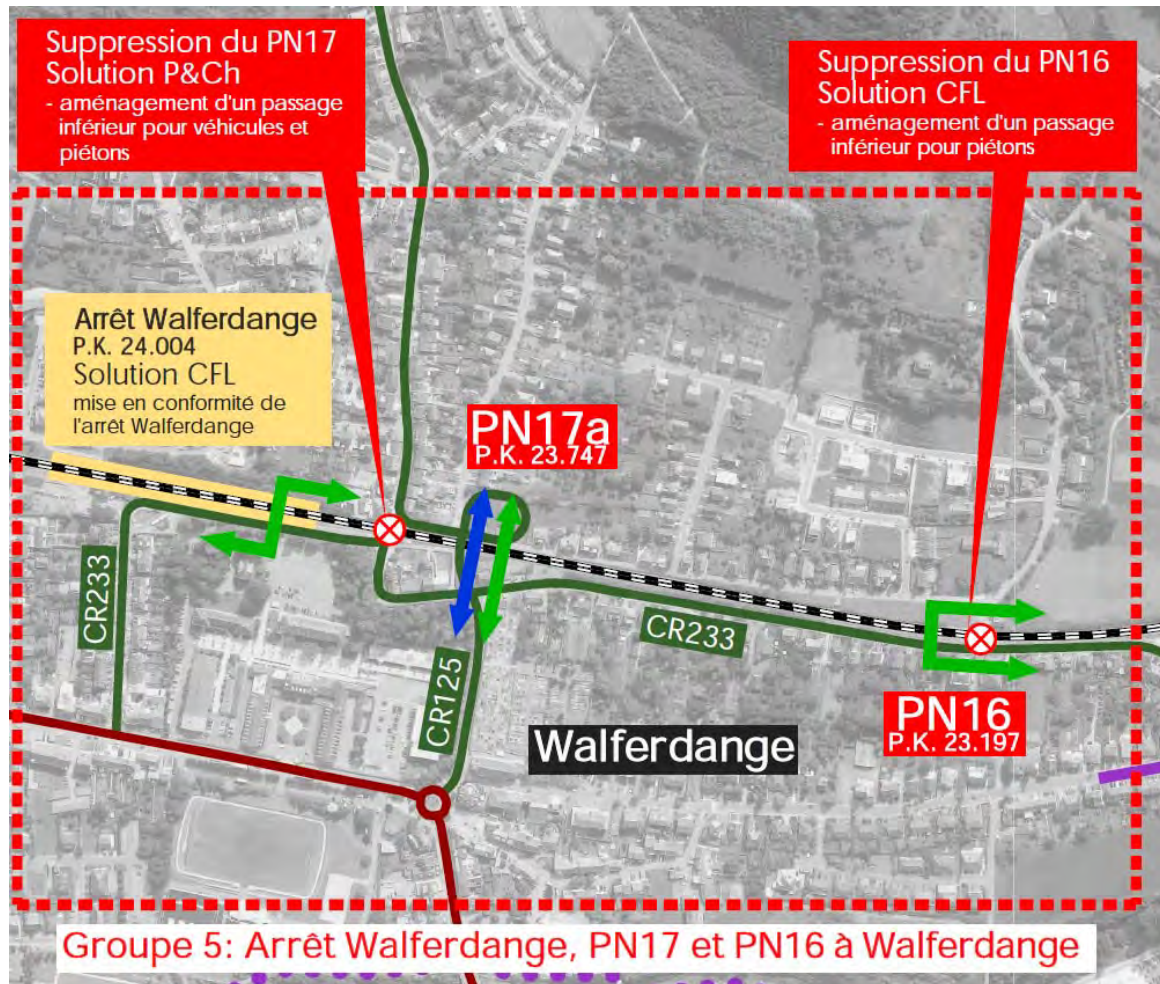 Suppression du PN17
Solution P&Ch
- aménagement d'un passage
inférieur pour véhicules et
piétons
Suppression du PN16
Solution CFL
- aménagement d'un passage
inférieur pour piétons
Arrêt Walferdange
P.K. 24.004
Solution CFL
mise en conformité de
l'arrêt Walferdange
PN17a
P.K. 23.747
CR233
CR233
CR125
PN16
P.K. 23.197
Walferdange
Groupe 5: Arrêt Walferdange, PN17 et PN16 à Walferdange